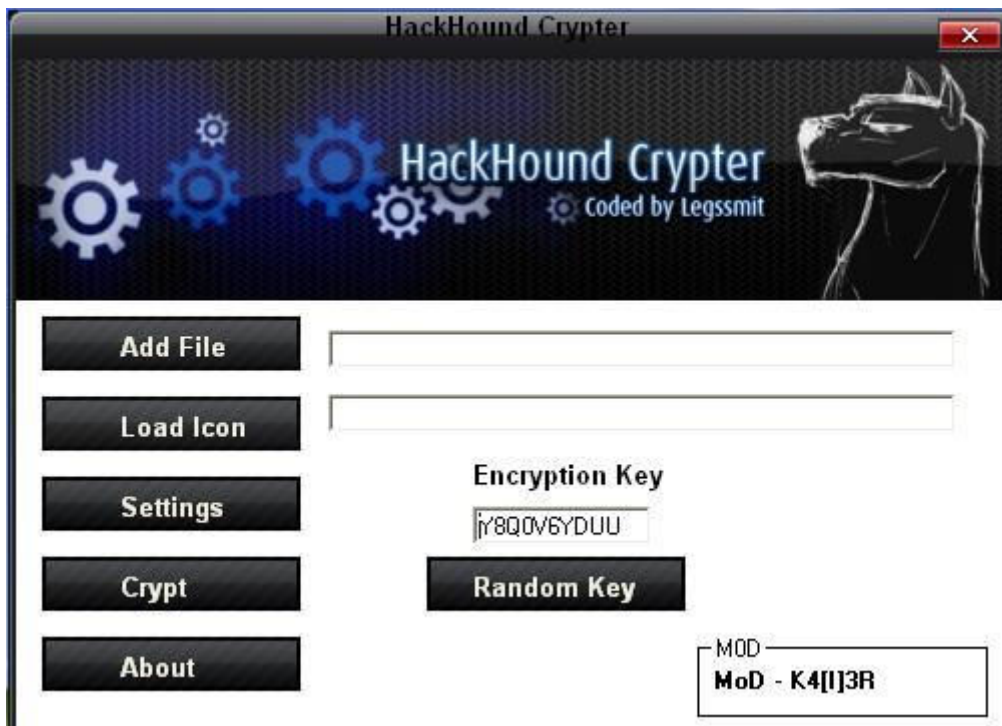 HackHound Crypter
HackHound Crypter
Coded by Legssmit
Add File
Load Icon
Encryption Key
Settings
jY8Q0V6YDUU
Crypt
Random Key
About
MOD
MoD - K4[I]3R